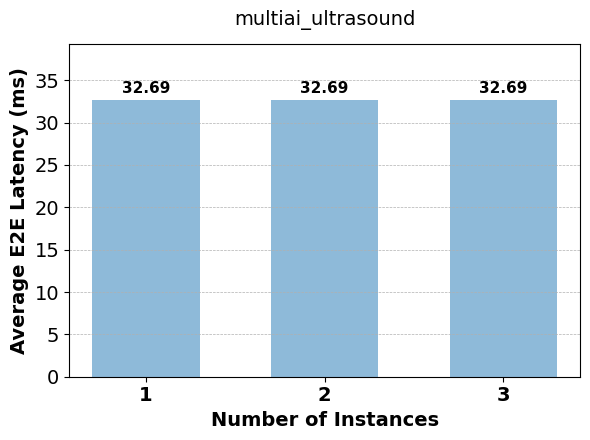 multiai_ultrasound
Average E2E Latency (ms)
35
30
25
20
15
10
5
0
32.69 32.69 32.69
1 2 3
Number of Instances